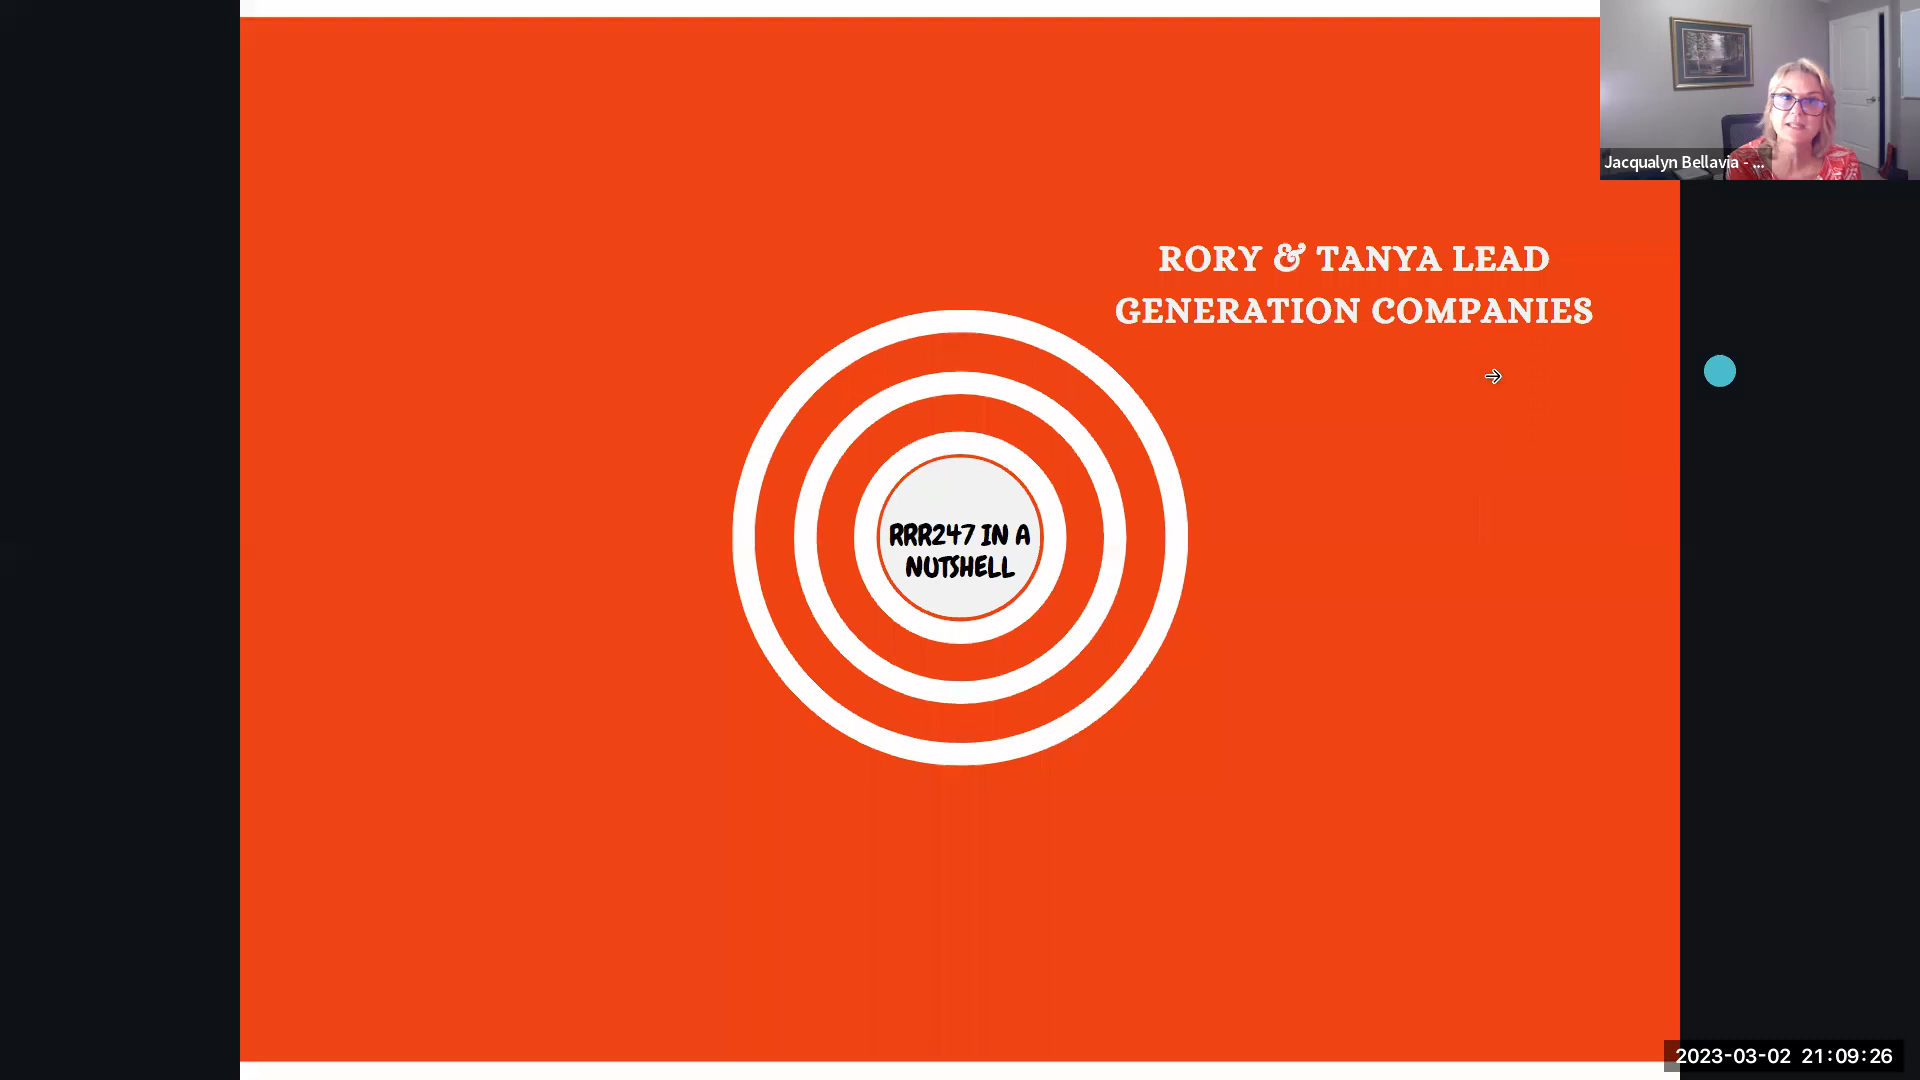 Jacqualyn Bellavia - ...
RORY & TANYA LEAD
GENERATION COMPANIES
RRR247 IN A
NUTSHELL
2023-03-02 21:09:26